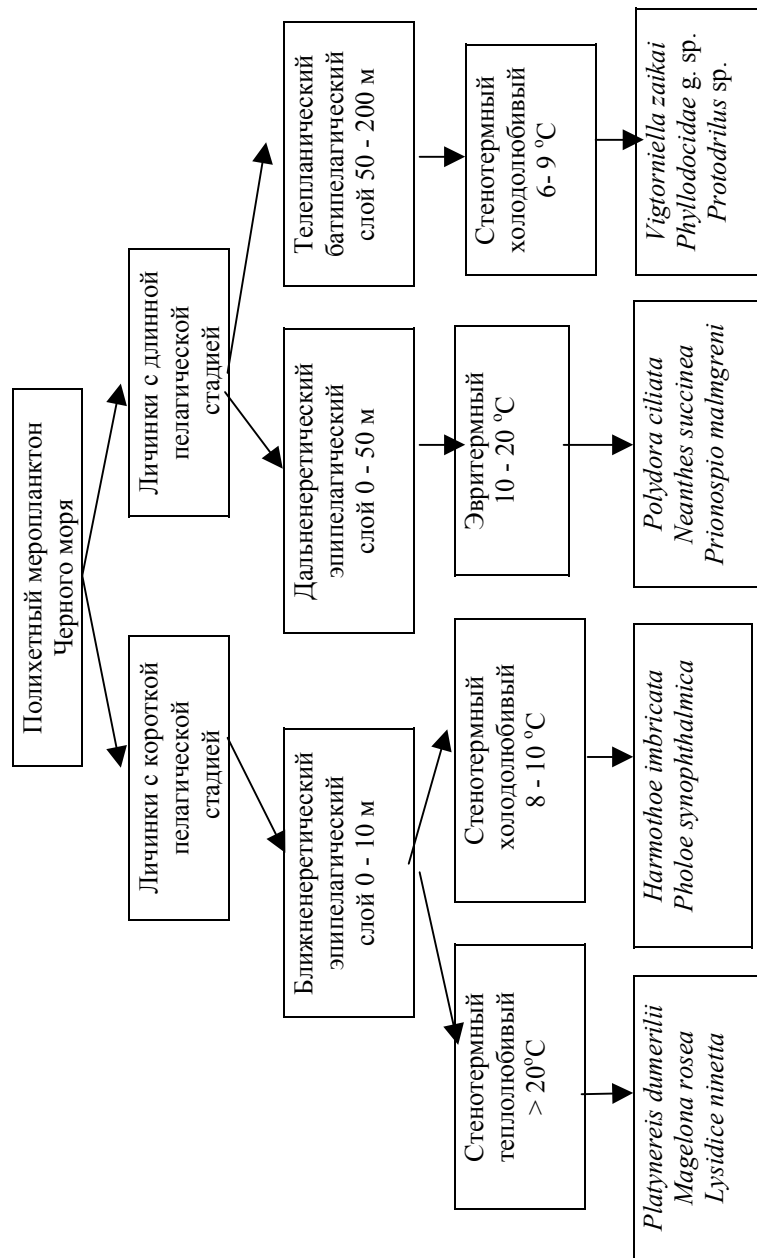 Полихетный меропланктон
Черного моря
Личинки с короткой
пелагической
стадией
Личинки с длинной
пелагической
стадией
Ближненеретический
эпипелагический
слой 0 - 10 м
Дальненеретический
эпипелагический
слой 0 - 50 м
Телепланический
батипелагический
слой 50 - 200 м
Стенотермный
теплолюбивый
> 20°С
Стенотермный
холодолюбивый
8 - 10 °С
Эвритермный
10 - 20 °С
Стенотермный
холодолюбивый
6- 9 °С
Platynereis dumerilii
Magelona rosea
Lysidice ninetta
Harmothoe imbricata
Pholoe synophthalmica
Polydora ciliata
Neanthes succinea
Prionospio malmgreni
Vigtorniella zaikai
Phyllodocidae g. sp.
Protodrilus sp.